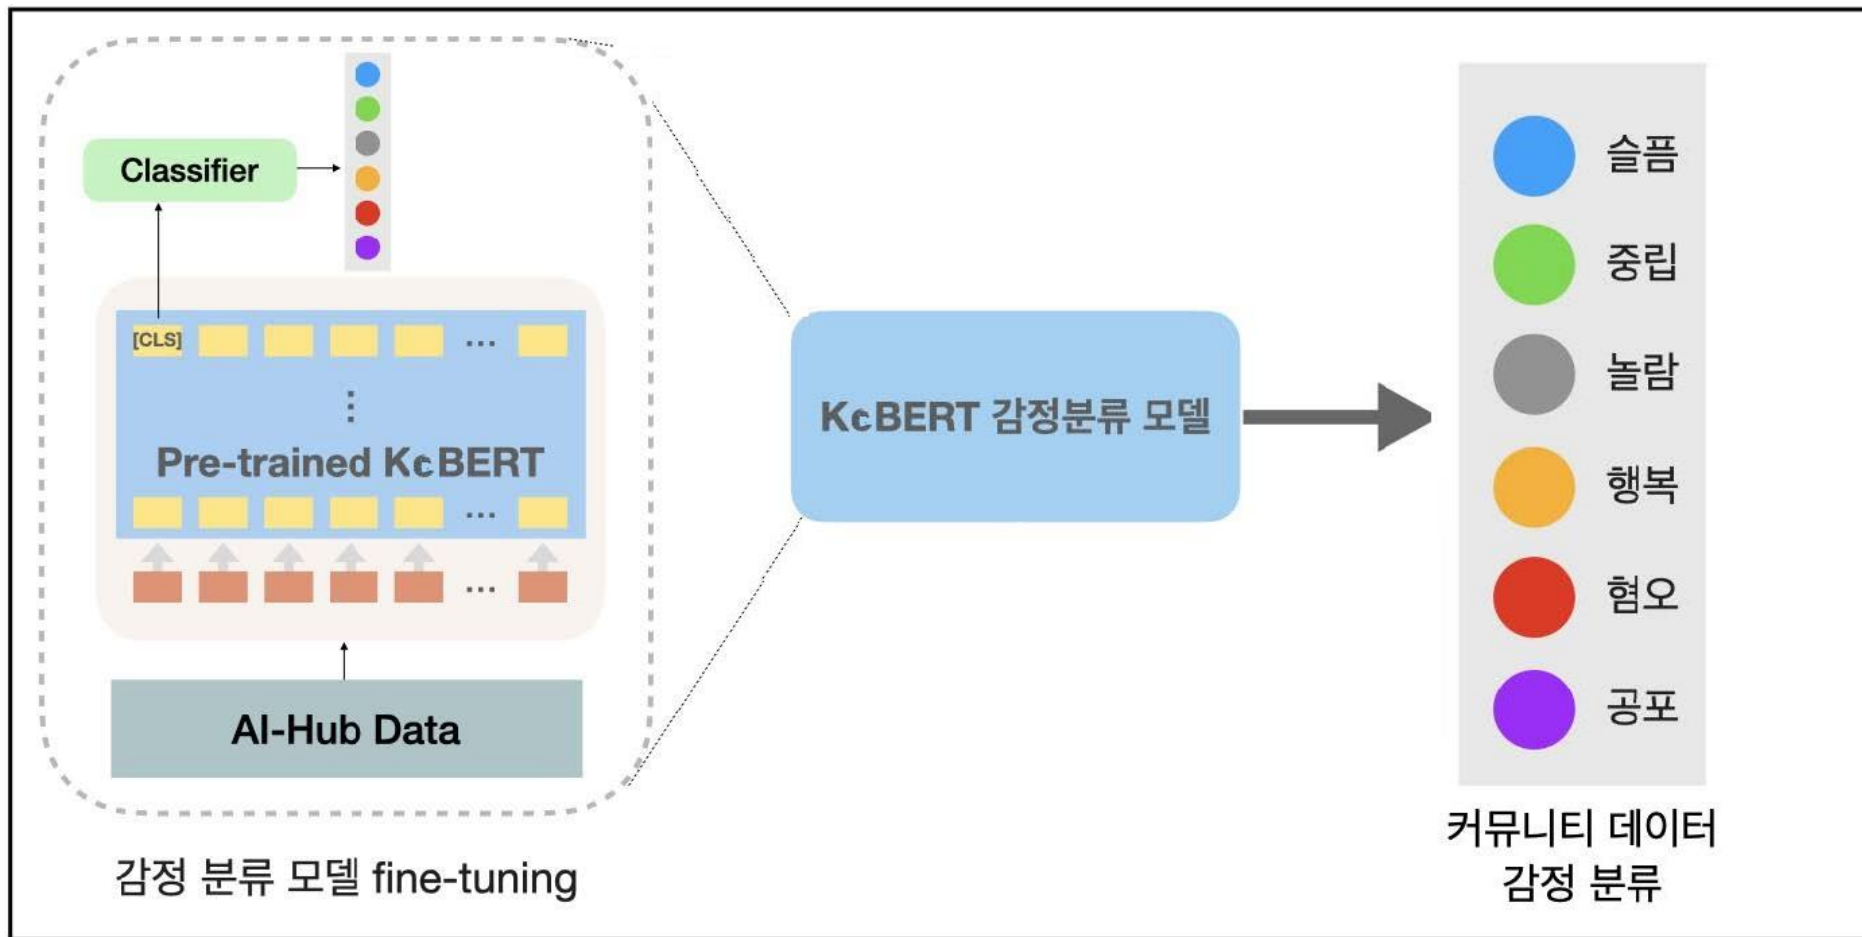 Classifier
[CLS]
...
Pre-trained KcBERT
...
...
AI-Hub Data
감정 분류 모델 fine-tuning
KcBERT 감정분류 모델
슬픔
중립
놀람
행복
혐오
공포
커뮤니티 데이터
감정 분류